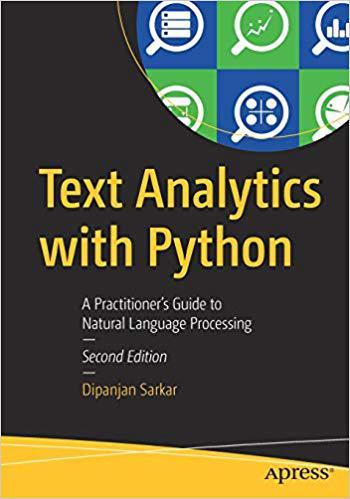 Text Analytics
with Python
A Practitioner's Guide to
Natural Language Processing
—
Second Edition
—
Dipanjan Sarkar
Apress®